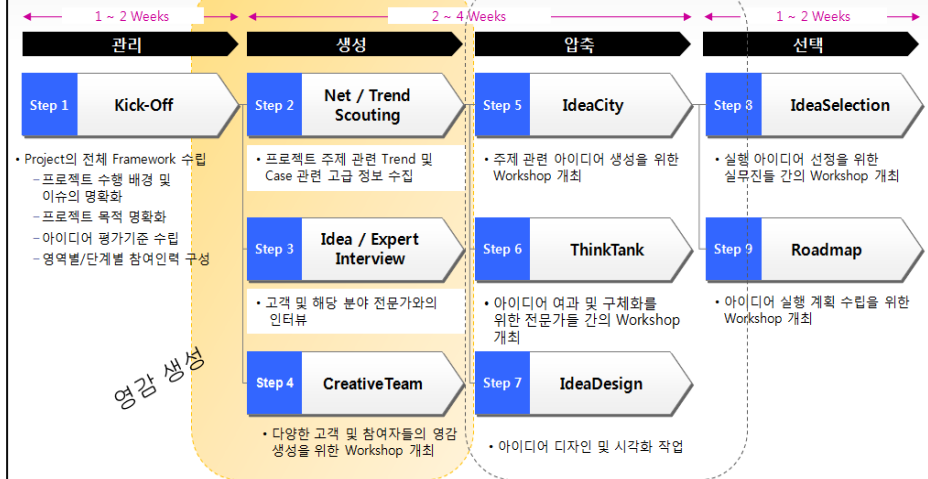 1 ~ 2 Weeks
2 ~ 4 Weeks
1 ~ 2 Weeks
관리
생성
압축
선택
Step 1
Kick-Off
• Project의 전체 Framework 수립
–프로젝트 수행 배경 및
이슈의 명확화
–프로젝트 목적 명확화
–아이디어 평가기준 수립
–영역별/단계별 참여인력 구성
영감 생성
Step 2
Net / Trend
Scouting
• 프로젝트 주제 관련 Trend 및
Case 관련 고급 정보 수집
Step 3
Idea / Expert
Interview
• 고객 및 해당 분야 전문가와의
인터뷰
Step 4
CreativeTeam
• 다양한 고객 및 참여자들의 영감
생성을 위한 Workshop 개최
Step 5
IdeaCity
• 주제 관련 아이디어 생성을 위한
Workshop 개최
Step 6
ThinkTank
• 아이디어 여과 및 구체화를
위한 전문가들 간의 Workshop
개최
Step 7
IdeaDesign
• 아이디어 디자인 및 시각화 작업
Step 8
IdeaSelection
• 실행 아이디어 선정을 위한
실무진들 간의 Workshop 개최
Step 9
Roadmap
• 아이디어 실행 계획 수립을 위한
Workshop 개최